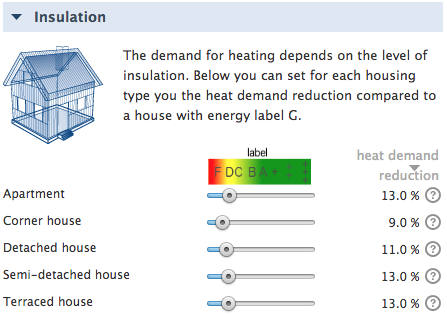 Insulation
The demand for heating depends on the level of
insulation. Below you can set for each housing
type you the heat demand reduction compared to
a house with energy label G.
label
heat demand
reduction
F DC B A + + +
Apartment 13.0 % ?
Corner house 9.0 % ?
Detached house 11.0 % ?
Semi-detached house 13.0 % ?
Terraced house 13.0 % ?